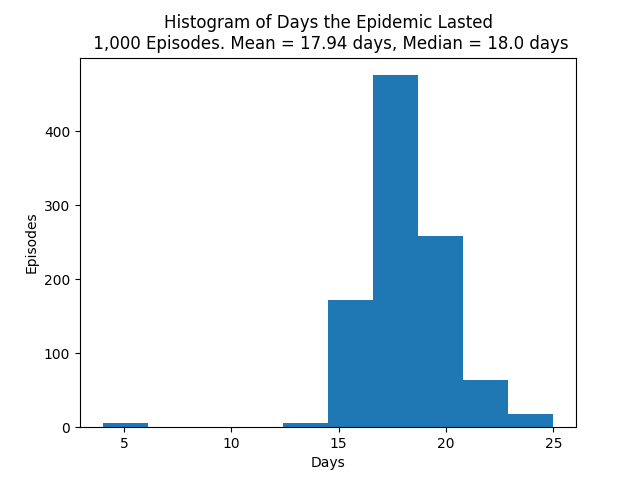 Histogram of Days the Epidemic Lasted
1,000 Episodes. Mean = 17.94 days, Median = 18.0 days
400
300
200
100
0
Episodes
5 10 15 20 25
Days